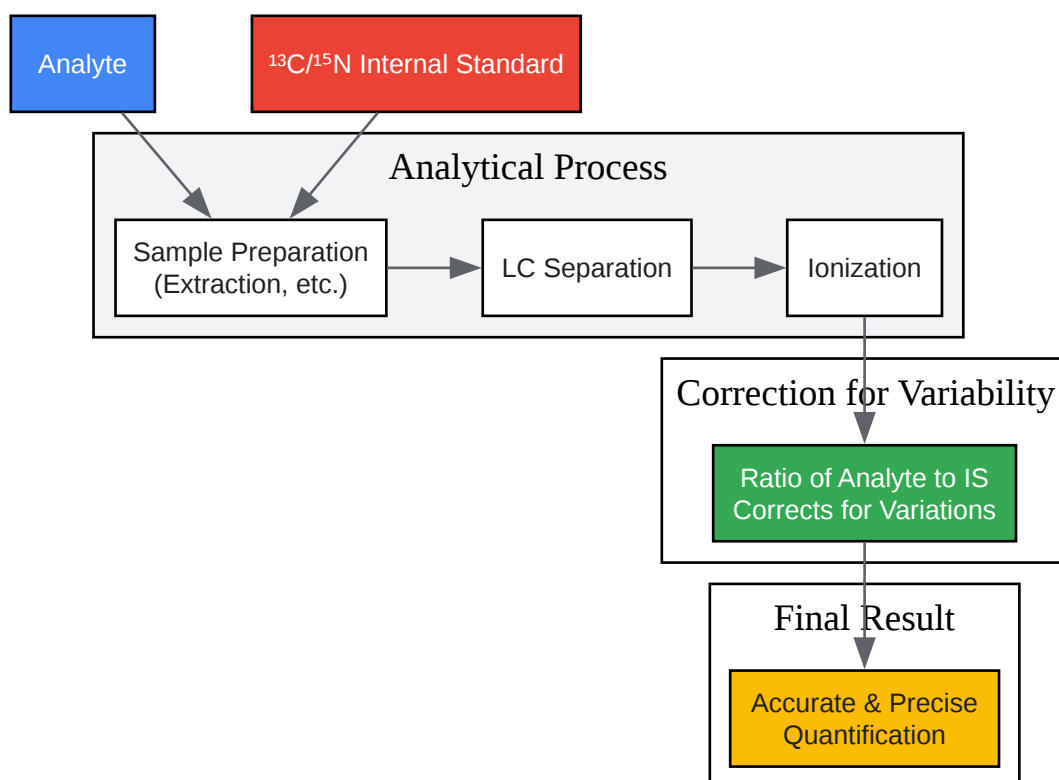 Analyte
¹³C/¹⁵N Internal Standard
Analytical Process
Sample Preparation
(Extraction, etc.)
LC Separation
Ionization
Correction for Variability
Ratio of Analyte to IS
Corrects for Variations
Final Result
Accurate & Precise
Quantification